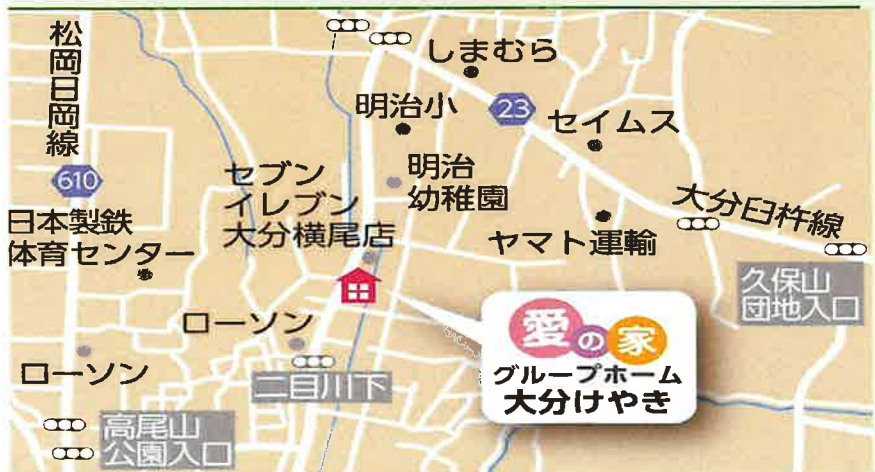 松岡日岡線
しまむら
明治小
23
セイムス
610
セブン
イレブン
大分横尾店
明治
幼稚園
大分臼杵線
日本製鉄
体育センター
ヤマト運輸
久保山
団地入口
ローソン
愛の家
グループホーム
大分けやき
ローソン
二目川下
高尾山
公園入口